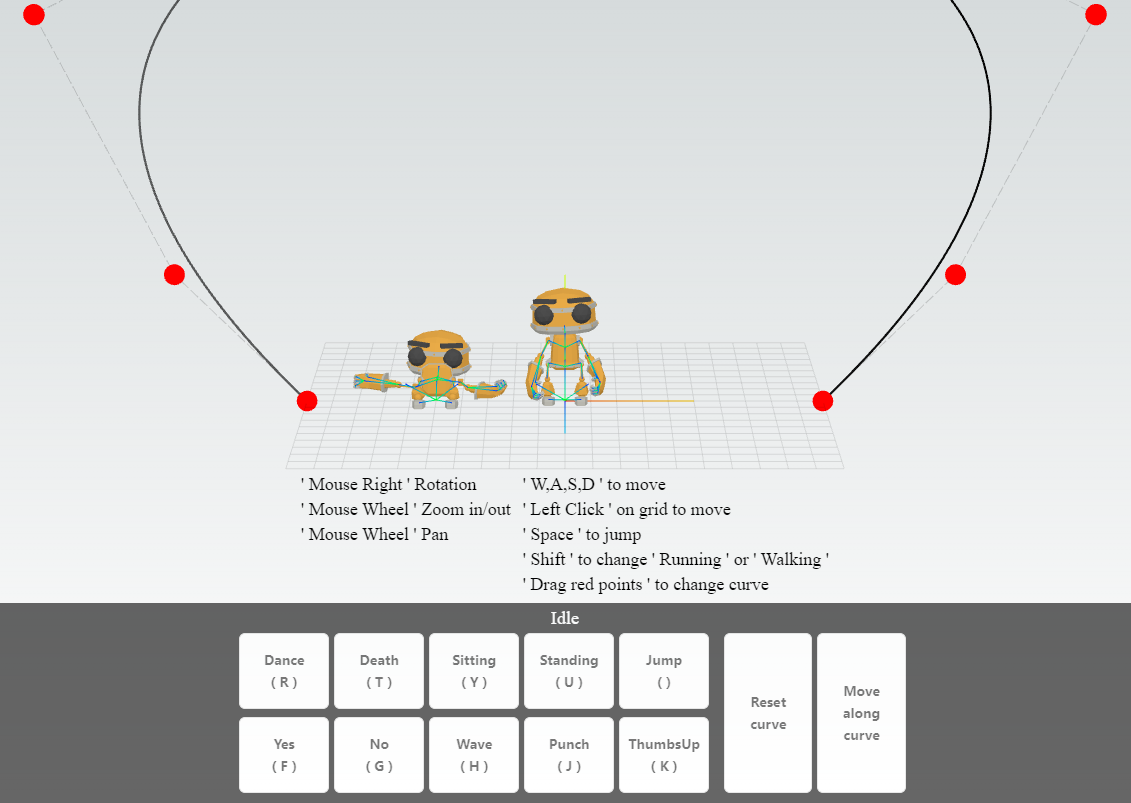 ' Mouse Right ' Rotation
' Mouse Wheel ' Zoom in/out
' Mouse Wheel ' Pan
' W,A,S,D ' to move
' Left Click ' on grid to move
' Space ' to jump
' Shift ' to change ' Running ' or ' Walking '
' Drag red points ' to change curve
Idle
Dance
( R )
Death
( T )
Sitting
( Y )
Standing
( U )
Jump
( )
Yes
( F )
No
( G )
Wave
( H )
Punch
( J )
ThumbsUp
( K )
Reset
curve
Move
along
curve